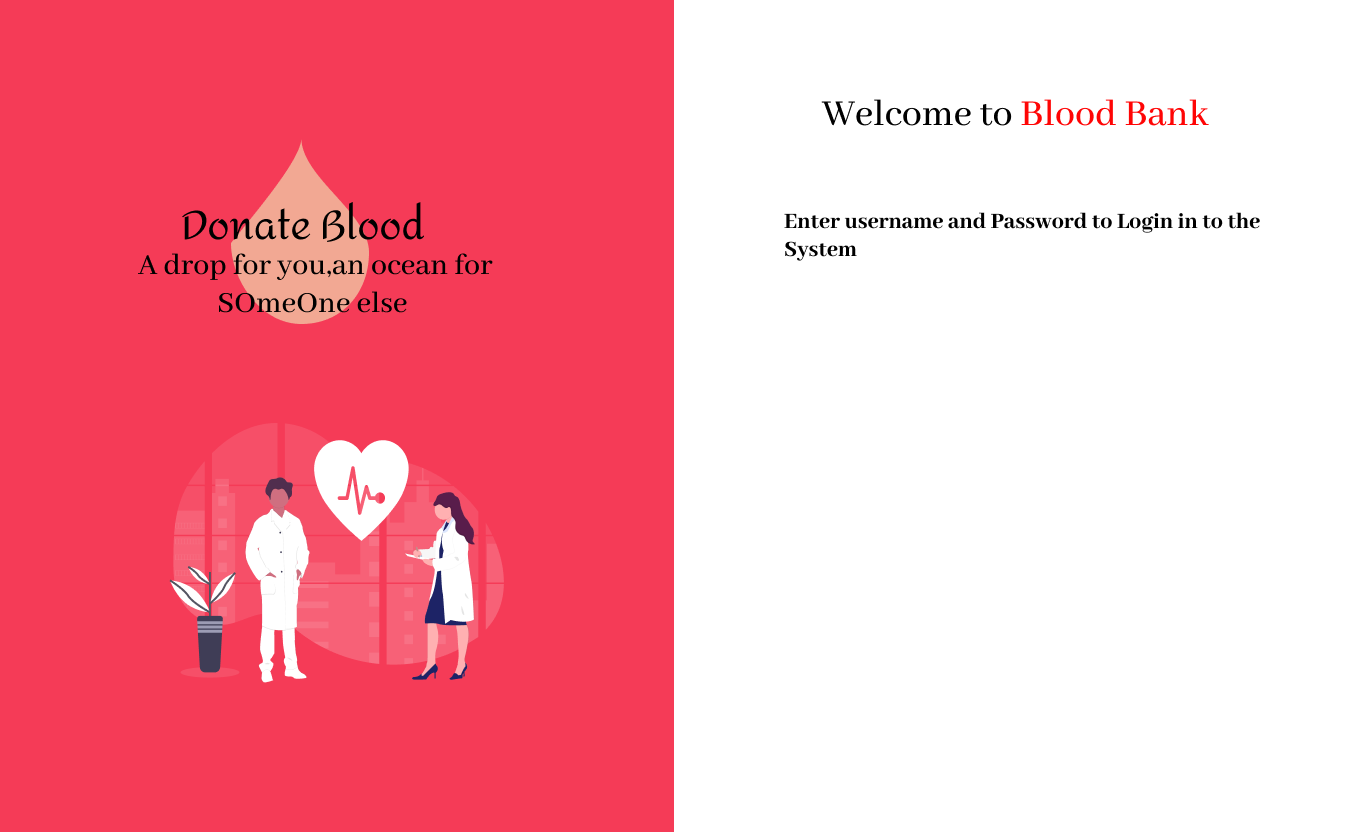 Donate Blood
A drop for you,an ocean for
SOmeOne else
Welcome to Blood Bank
Enter username and Password to Login in to the
System